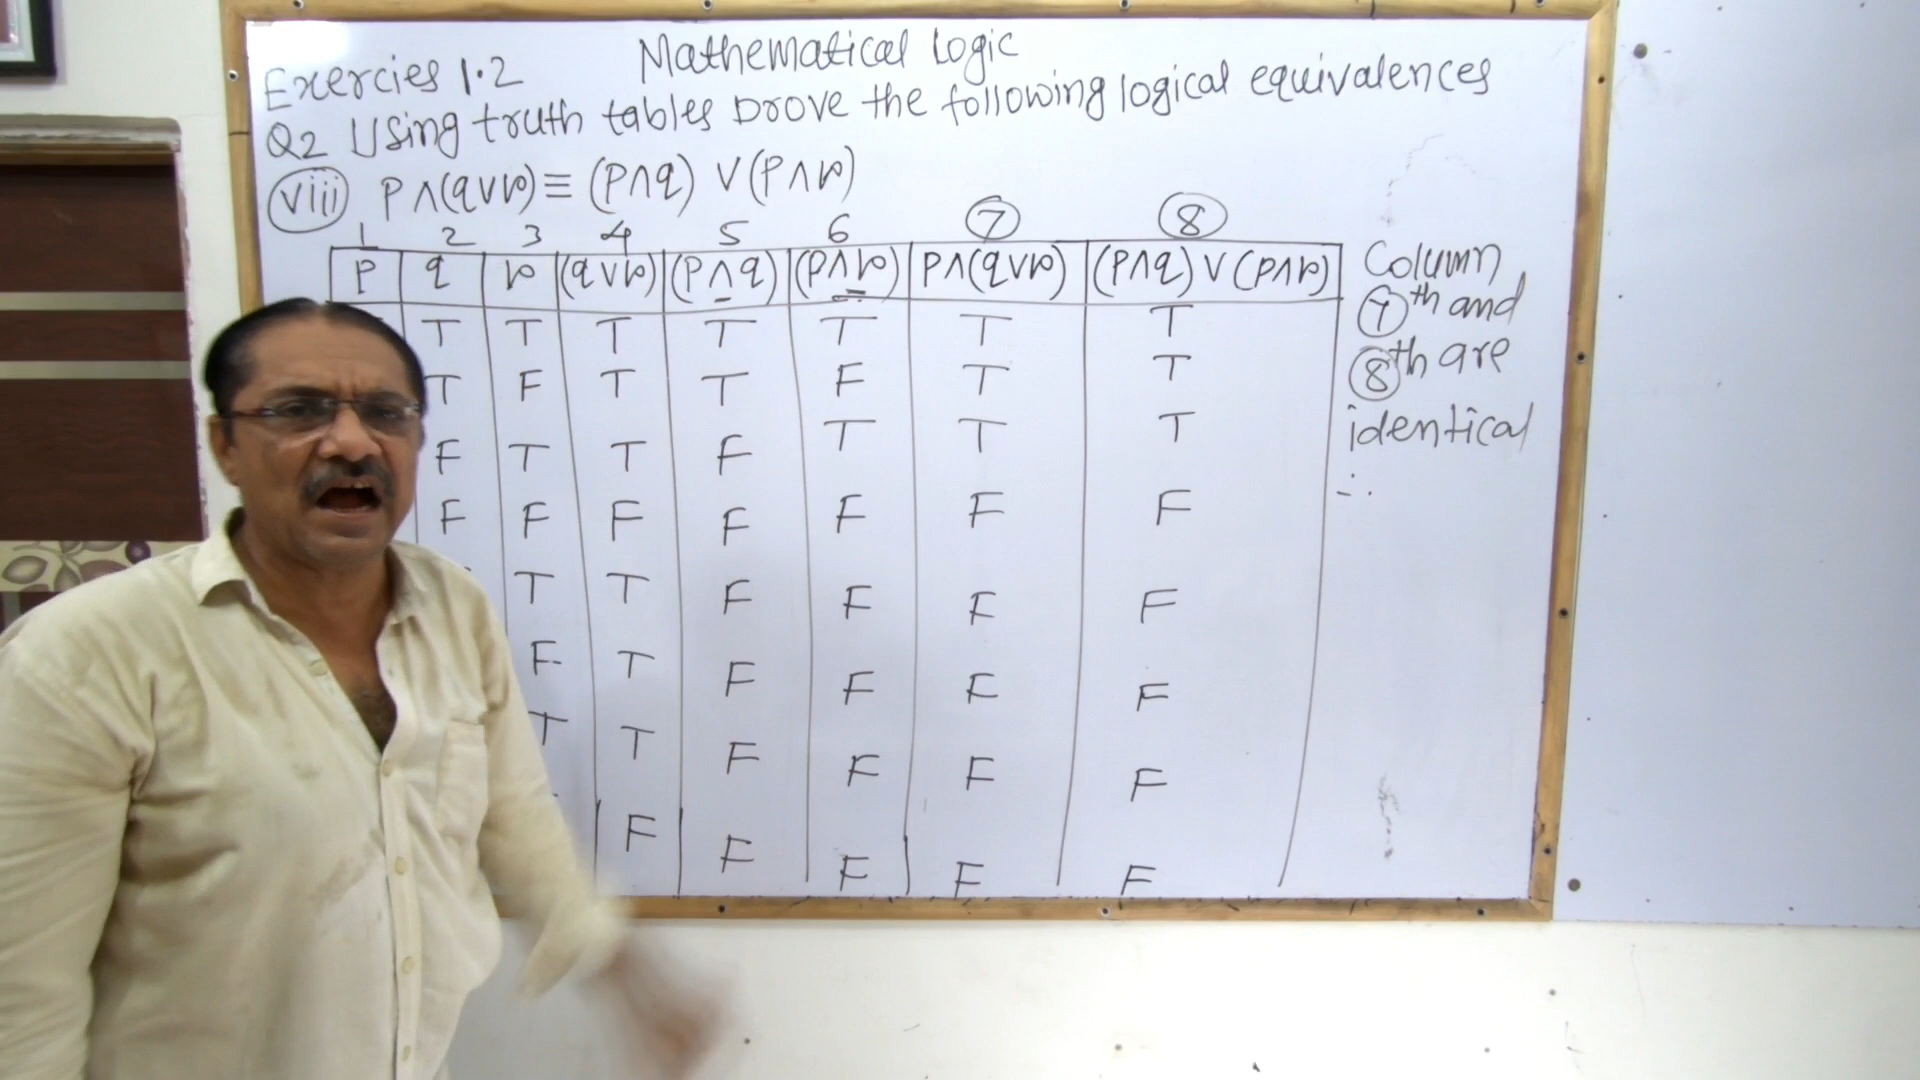 Mathematical Logic
Exercies 1.2
Q2 Using truth tables prove the following logical equivalences
(viii) p∧(q∨r)≡(p∧q)∨(p∧r)
1 2 3 4 5 6 7 8
p q r (q∨r) (p∧q) (p∧r) p∧(q∨r) (p∧q)∨(p∧r)
T T T T T T T
T F T T F T T
F T T F T T T
F F F F F F F
T T F F F F
F T F F F F
T T F F F F
F F F F F
Column
7th and
8th are
identical
∴